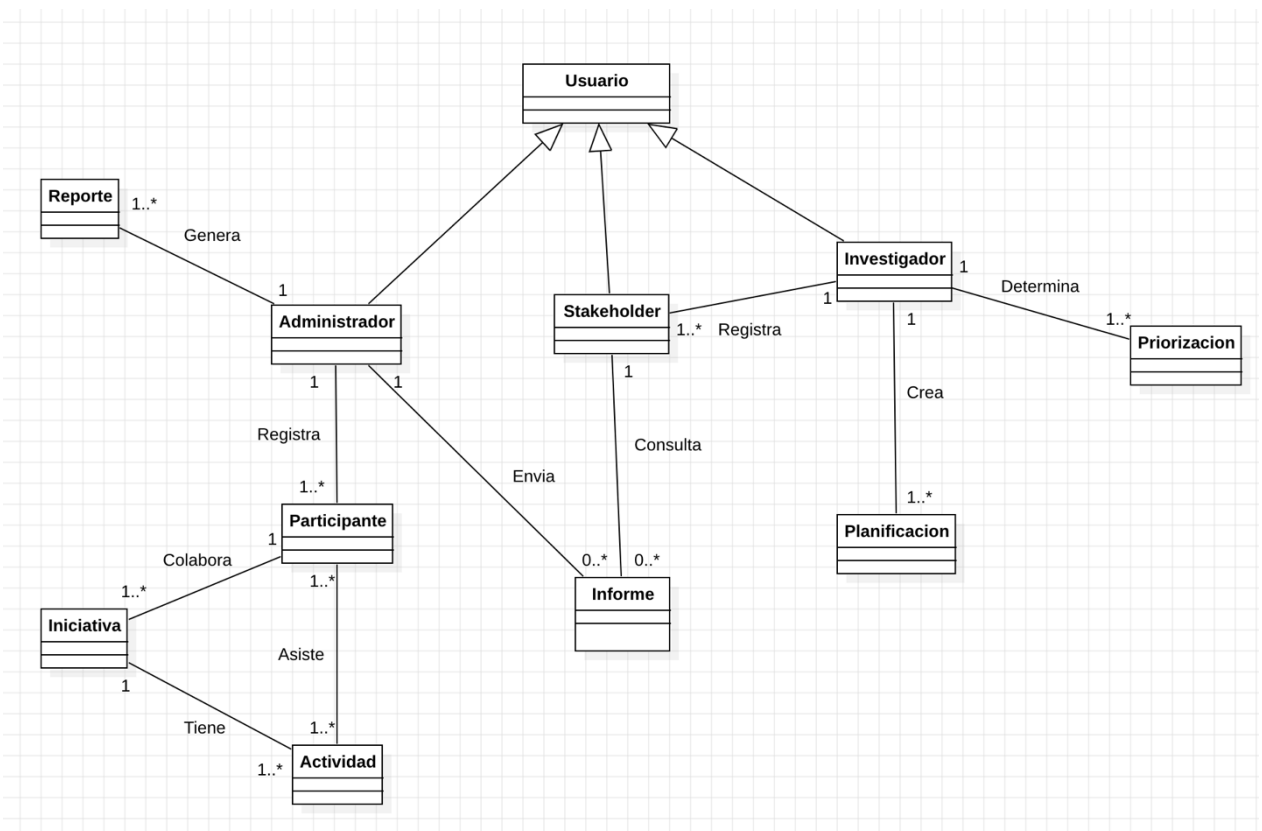 Usuario
Reporte
1..*
Genera
1
Administrador
Stakeholder
1..*
Registra
1
Investigador
1
Determina
1..*
Priorizacion
1
Crea
1..*
Planificacion
1
Consulta
0..*
1
Envia
0..*
Informe
1
Registra
1..*
Participante
1
Colabora
1..*
Iniciativa
1..*
Asiste
1..*
1
Tiene
1..*
Actividad